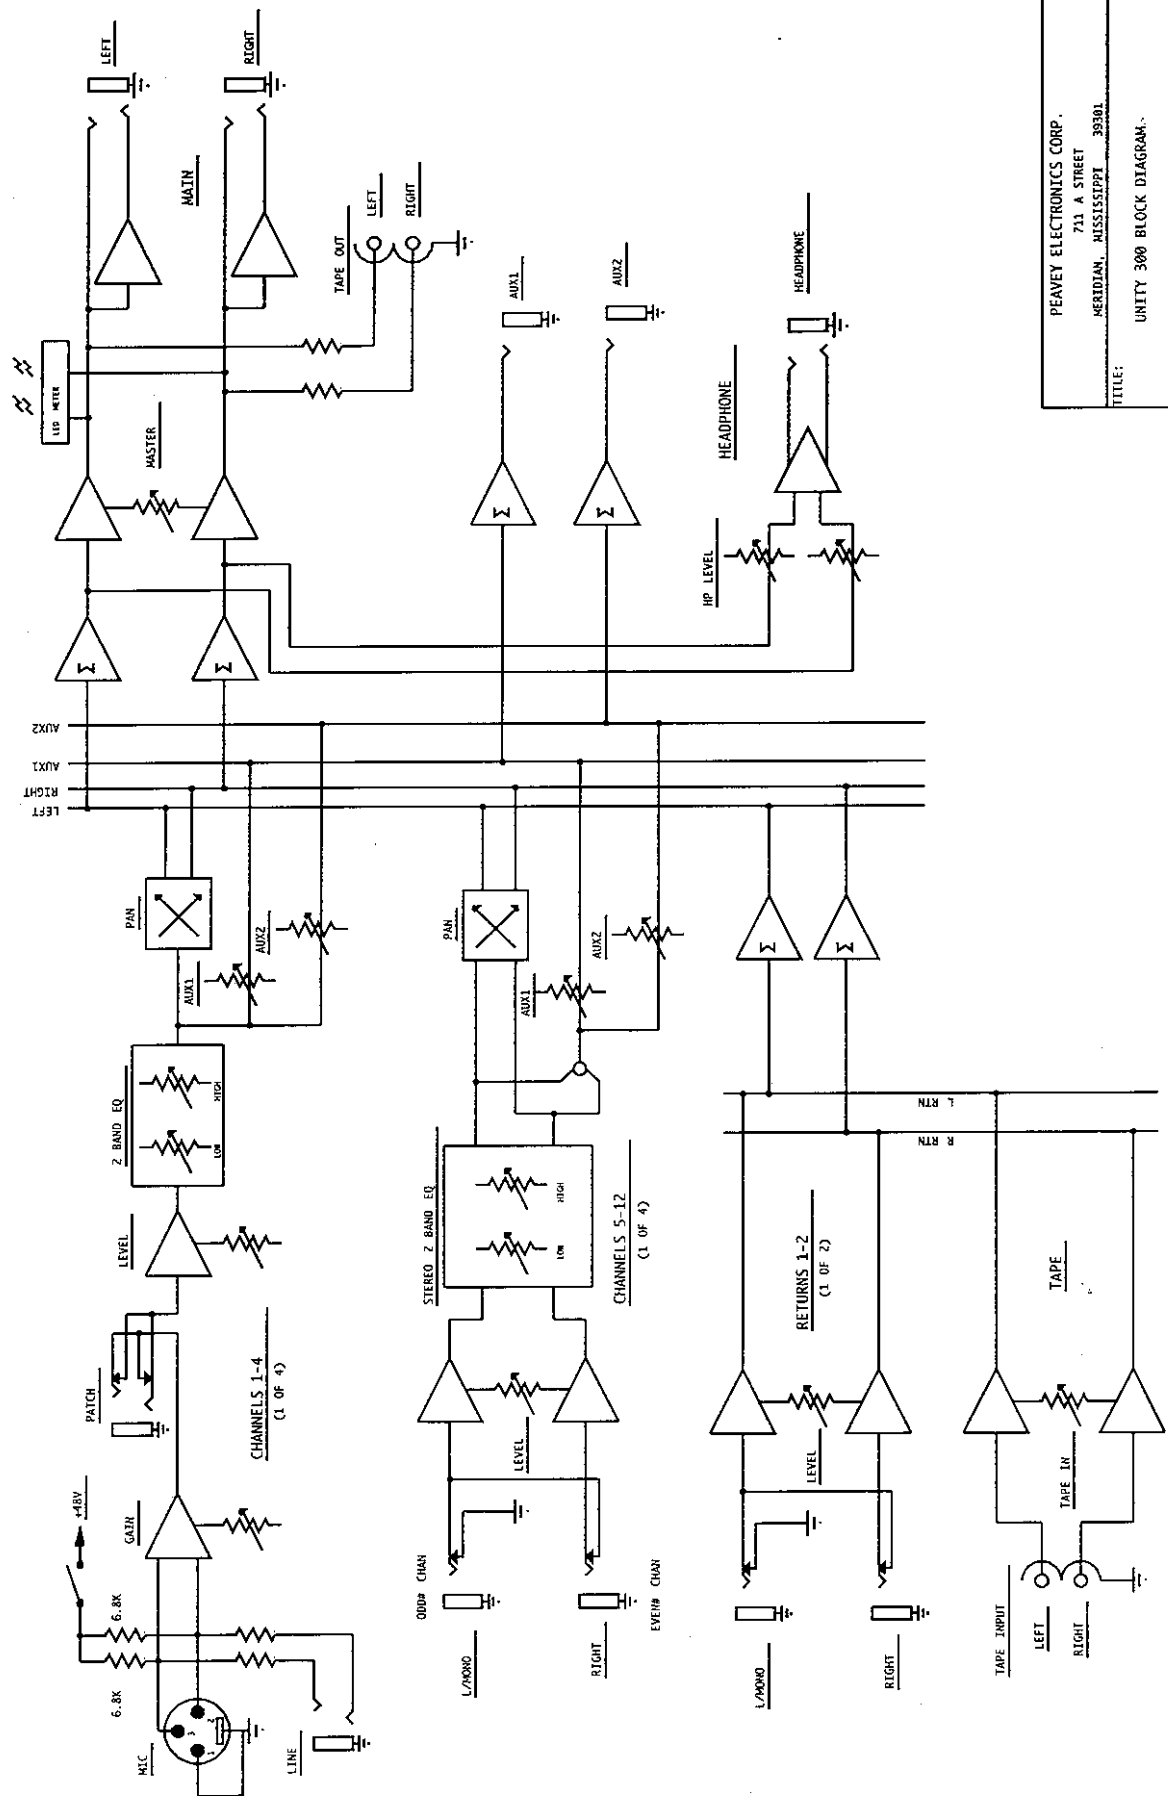 +48V
6.8K
6.8K
MIC
1
2
3
LINE
GAIN
PATCH
CHANNELS 1-4
(1 OF 4)
LEVEL
2 BAND EQ
LOW
HIGH
PAN
AUX1
AUX2
LEFT
RIGHT
AUX1
AUX2
Σ
Σ
MASTER
LED METER
MAIN
LEFT
RIGHT
TAPE OUT
LEFT
RIGHT
ODD# CHAN
L/MONO
RIGHT
EVEN# CHAN
LEVEL
STEREO 2 BAND EQ
LOW
HIGH
CHANNELS 5-12
(1 OF 4)
PAN
AUX1
AUX2
Σ
Σ
AUX1
AUX2
HP LEVEL
HEADPHONE
HEADPHONE
L/MONO
RIGHT
LEVEL
RETURNS 1-2
(1 OF 2)
L RTN
R RTN
Σ
Σ
TAPE INPUT
LEFT
RIGHT
TAPE IN
TAPE
PEAVEY ELECTRONICS CORP.
711 A STREET
MERIDIAN, MISSISSIPPI 39301
TITLE:
UNITY 300 BLOCK DIAGRAM